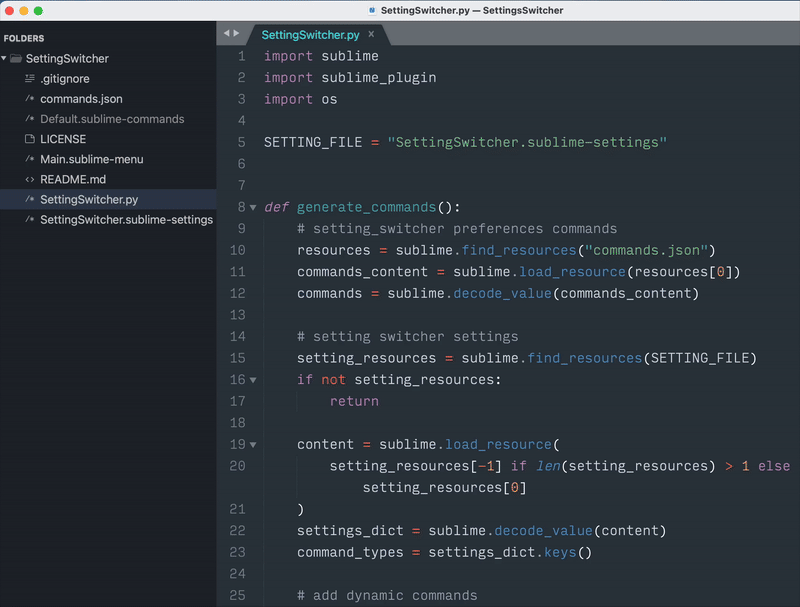 SettingSwitcher.py — SettingsSwitcher
FOLDERS
SettingSwitcher
.gitignore
/* commands.json
/* Default.sublime-commands
LICENSE
/* Main.sublime-menu
<> README.md
/* SettingSwitcher.py
/* SettingSwitcher.sublime-settings
SettingSwitcher.py x
1 import sublime
2 import sublime_plugin
3 import os
4
5 SETTING_FILE = "SettingSwitcher.sublime-settings"
6
7
8 def generate_commands():
9     # setting_switcher preferences commands
10     resources = sublime.find_resources("commands.json")
11     commands_content = sublime.load_resource(resources[0])
12     commands = sublime.decode_value(commands_content)
13
14     # setting switcher settings
15     setting_resources = sublime.find_resources(SETTING_FILE)
16     if not setting_resources:
17         return
18
19     content = sublime.load_resource(
20         setting_resources[-1] if len(setting_resources) > 1 else
            setting_resources[0]
21     )
22     settings_dict = sublime.decode_value(content)
23     command_types = settings_dict.keys()
24
25     # add dynamic commands